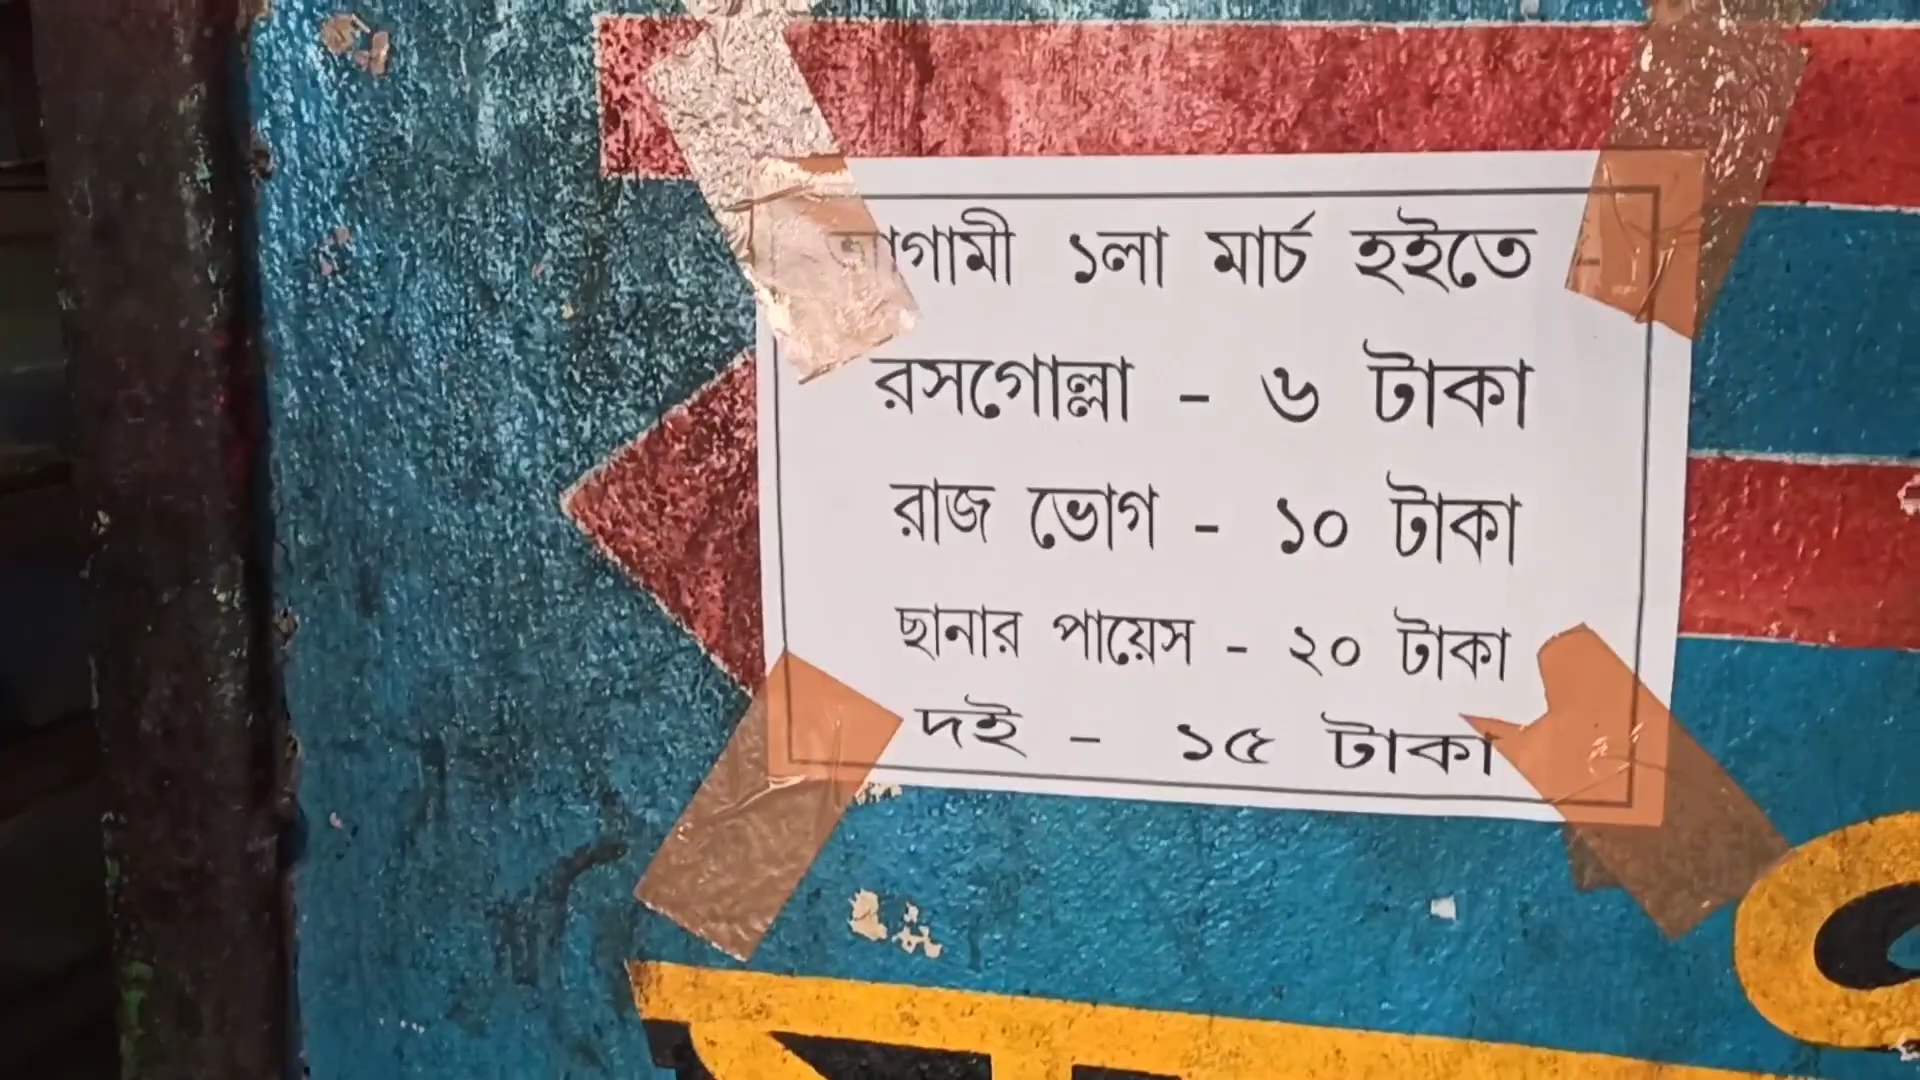 আগামী ১লা মার্চ হইতে
রসগোল্লা - ৬ টাকা
রাজ ভোগ - ১০ টাকা
ছানার পায়েস - ২০ টাকা
দই - ১৫ টাকা